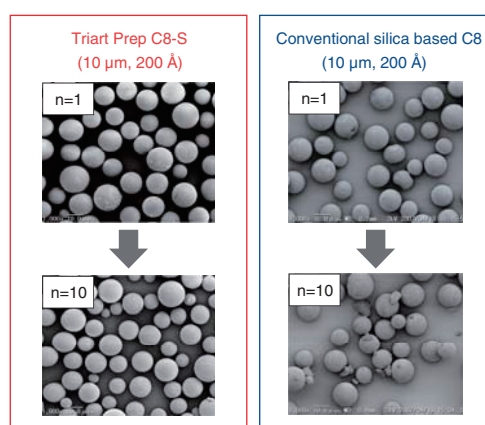 Triart Prep C8-S
(10 µm, 200 Å)
n=1
n=10
Conventional silica based C8
(10 µm, 200 Å)
n=1
n=10